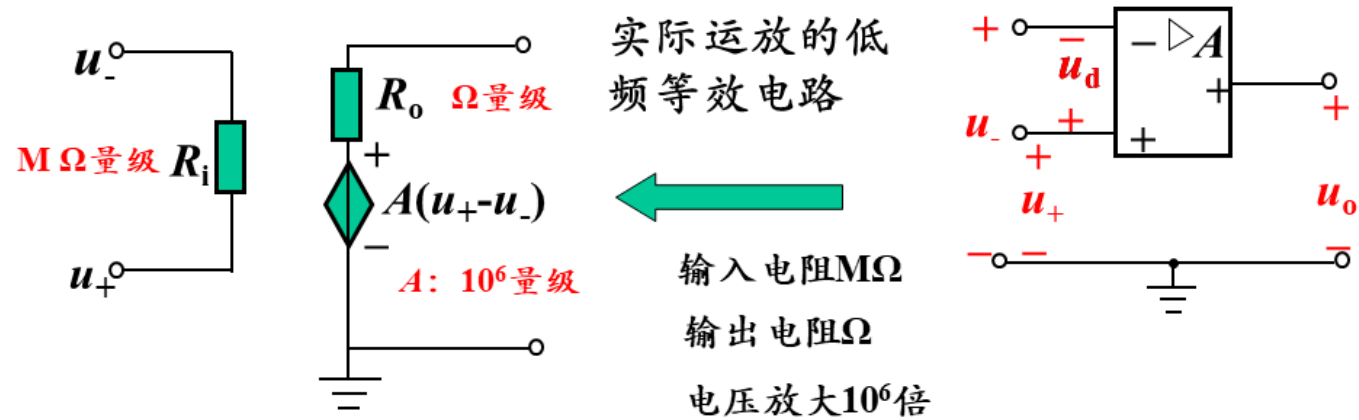 u-
MΩ量级 Ri
u+
Ro Ω量级
+
A(u+-u-)
−
A：10⁶量级
实际运放的低
频等效电路
输入电阻MΩ
输出电阻Ω
电压放大10⁶倍
+ − − ▷A
ud
+ +
u- + +
+
u+ uo
− − −